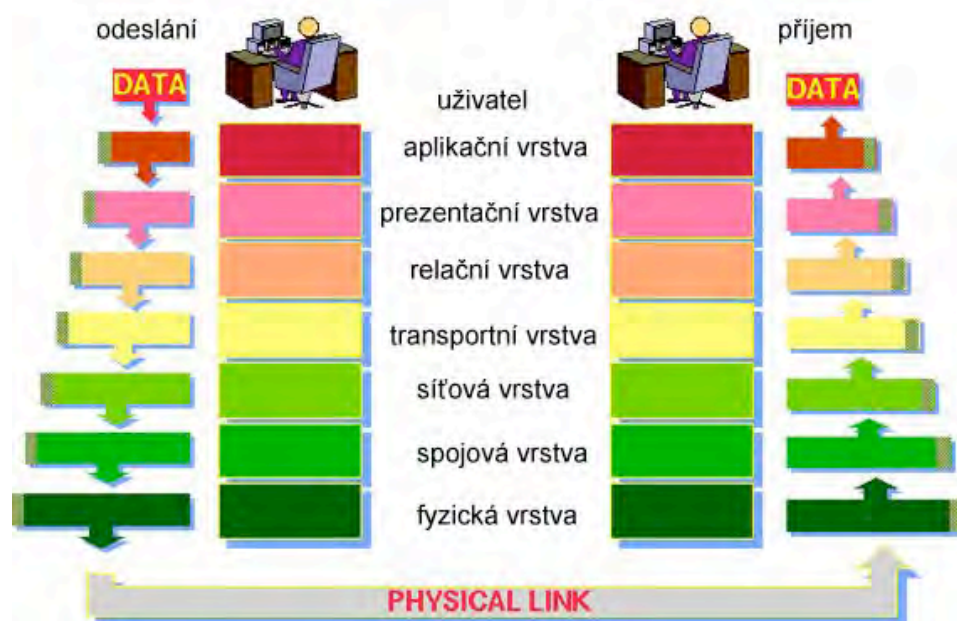 odeslání
příjem
DATA
DATA
uživatel
aplikační vrstva
prezentační vrstva
relační vrstva
transportní vrstva
síťová vrstva
spojová vrstva
fyzická vrstva
PHYSICAL LINK